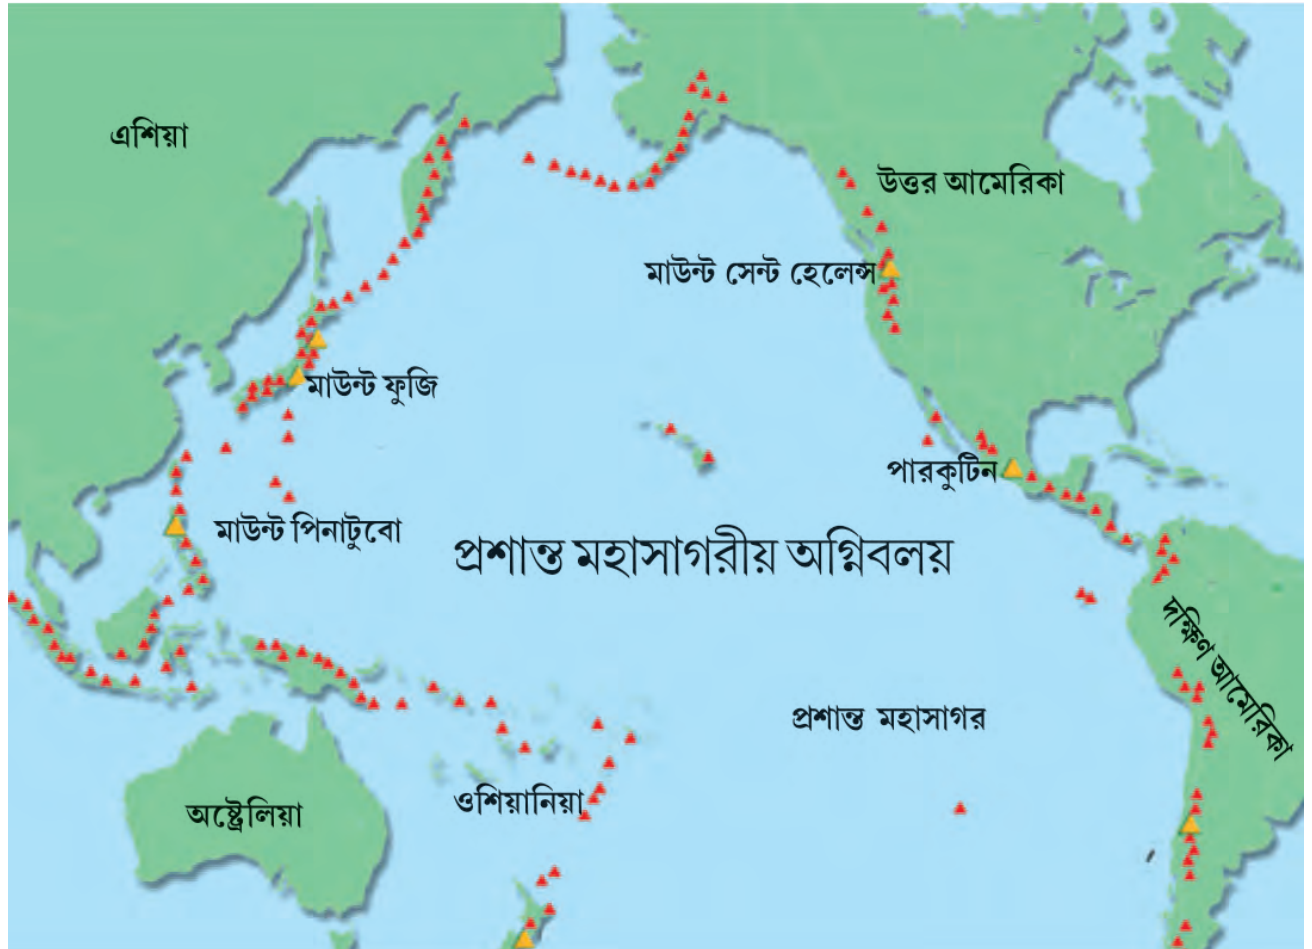 এশিয়া
উত্তর আমেরিকা
মাউন্ট সেন্ট হেলেন্স
মাউন্ট ফুজি
পারকুটিন
মাউন্ট পিনাটুবো
প্রশান্ত মহাসাগরীয় অগ্নিবলয়
দক্ষিণ আমেরিকা
প্রশান্ত মহাসাগর
ওশিয়ানিয়া
অষ্ট্রেলিয়া